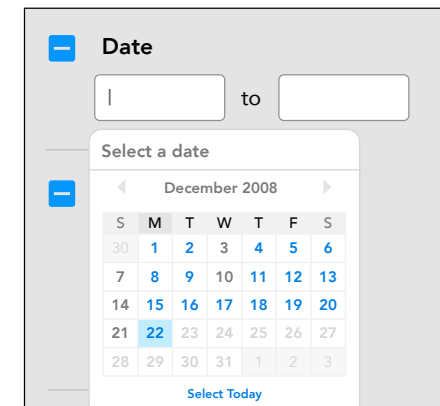 Date
to
Select a date
December 2008
S M T W T F S
30 1 2 3 4 5 6
7 8 9 10 11 12 13
14 15 16 17 18 19 20
21 22 23 24 25 26 27
28 29 30 31 1 2 3
Select Today